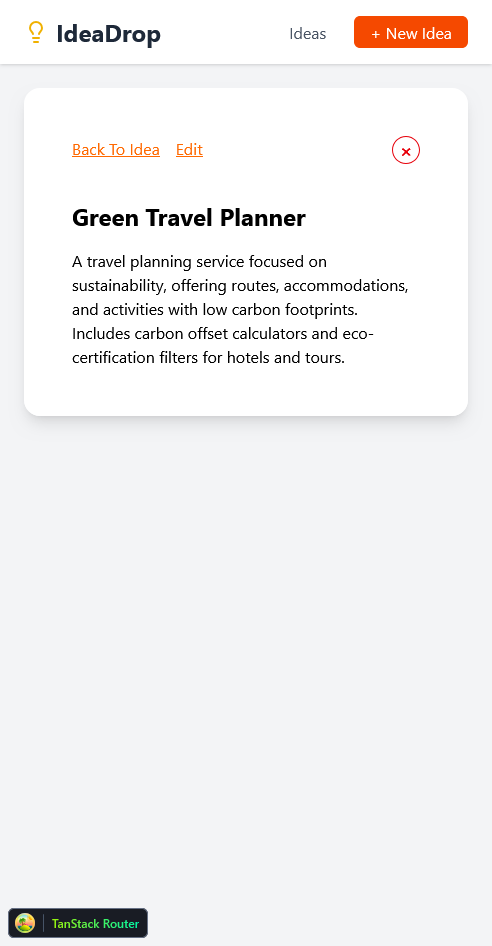 IdeaDrop
Ideas
+ New Idea
Back To Idea Edit
×
Green Travel Planner
A travel planning service focused on
sustainability, offering routes, accommodations,
and activities with low carbon footprints.
Includes carbon offset calculators and eco-
certification filters for hotels and tours.
TanStack Router